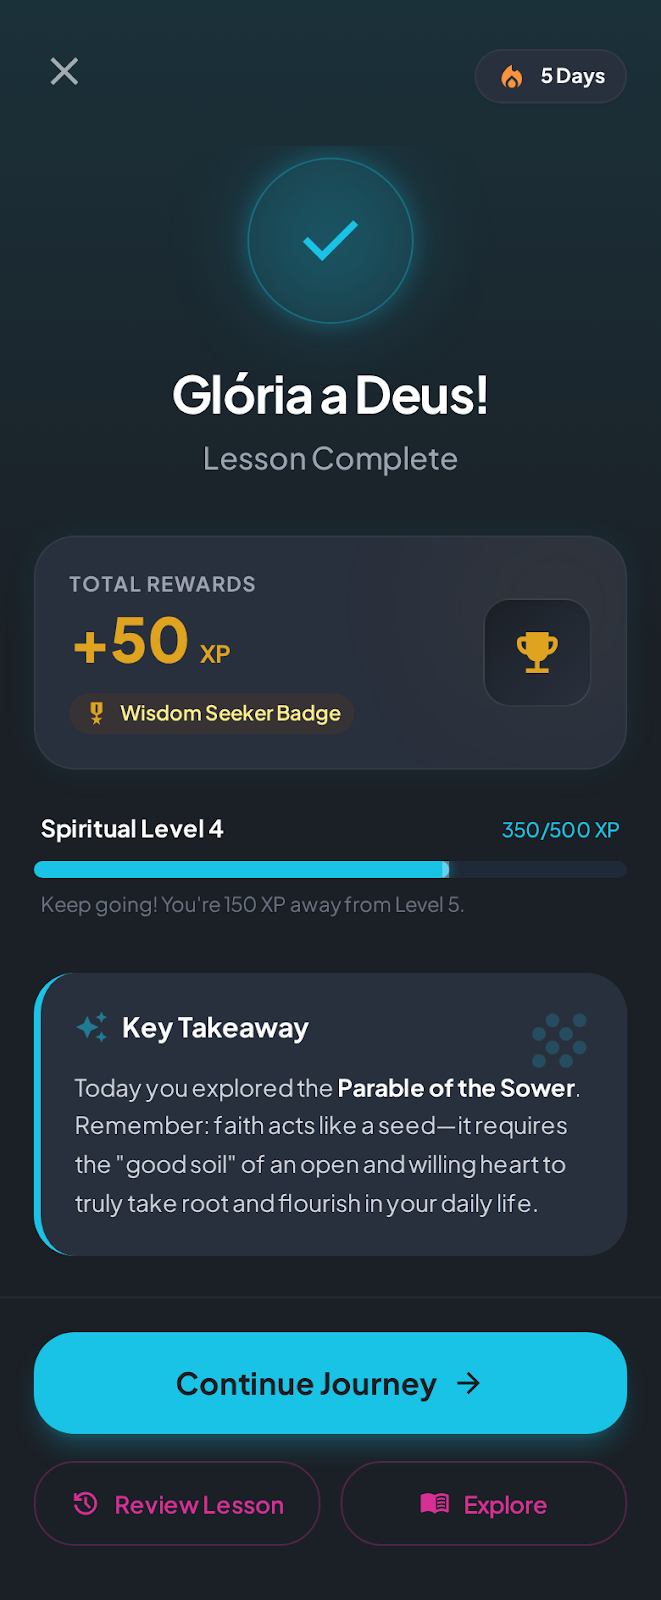 5 Days
Glória a Deus!
Lesson Complete
TOTAL REWARDS
+50 XP
Wisdom Seeker Badge
Spiritual Level 4
350/500 XP
Keep going! You're 150 XP away from Level 5.
Key Takeaway
Today you explored the Parable of the Sower.
Remember: faith acts like a seed—it requires
the "good soil" of an open and willing heart to
truly take root and flourish in your daily life.
Continue Journey →
Review Lesson
Explore